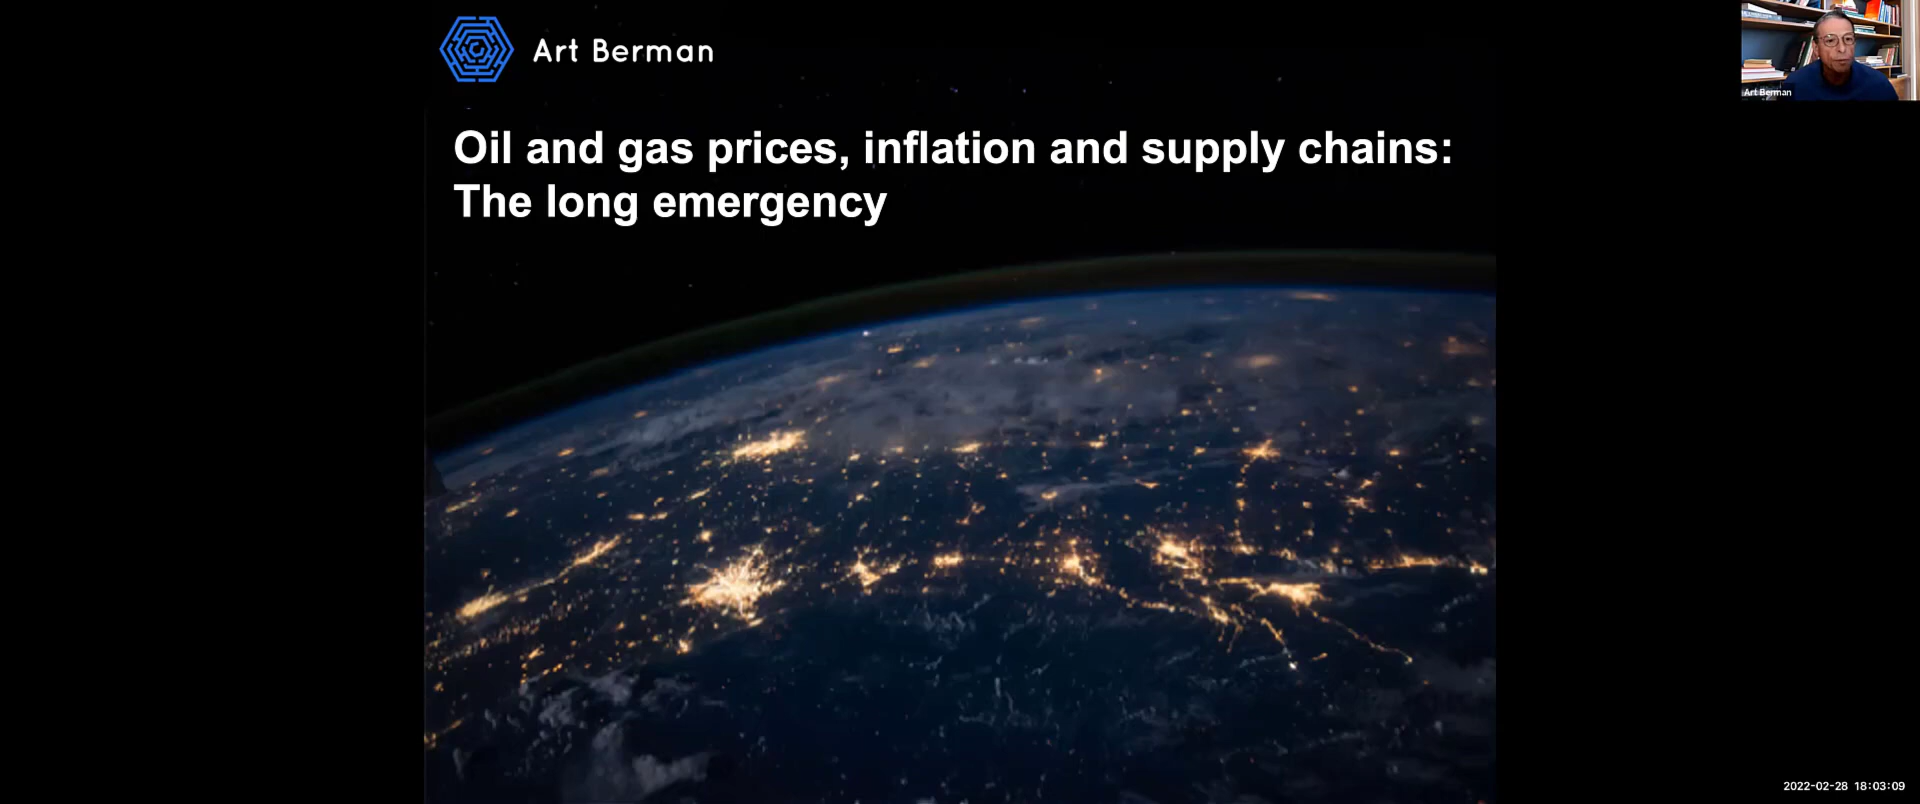 Art Berman
Oil and gas prices, inflation and supply chains:
The long emergency
Art Berman
2022-02-28 18:03:09